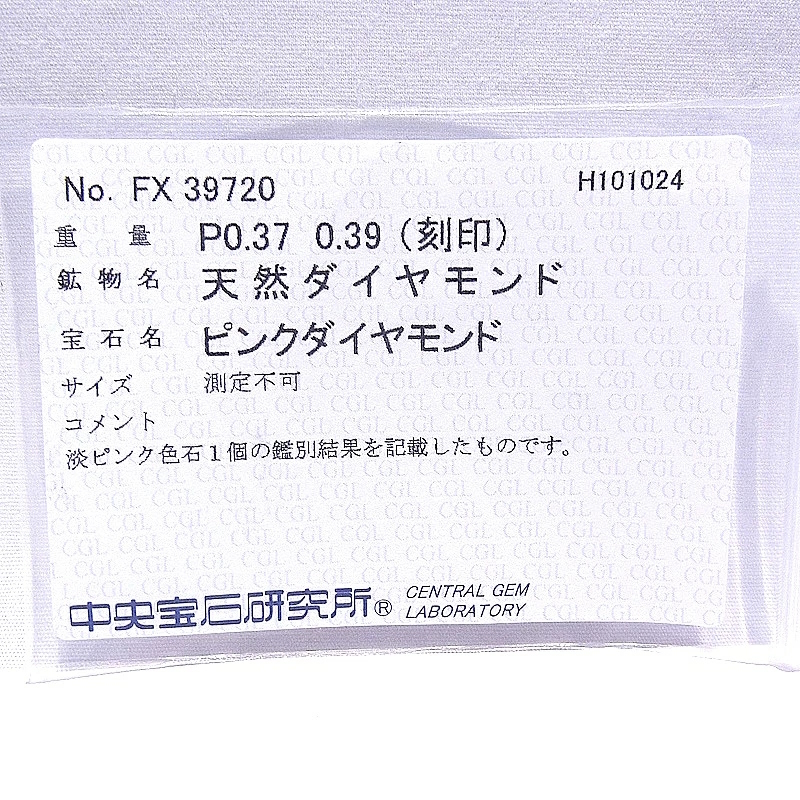 No. FX 39720 H101024
重量 P0.37 0.39 (刻印)
鉱物名 天然ダイヤモンド
宝石名 ピンクダイヤモンド
サイズ 測定不可
コメント
淡ピンク色石1個の鑑別結果を記載したものです。
中央宝石研究所® CENTRAL GEM
LABORATORY